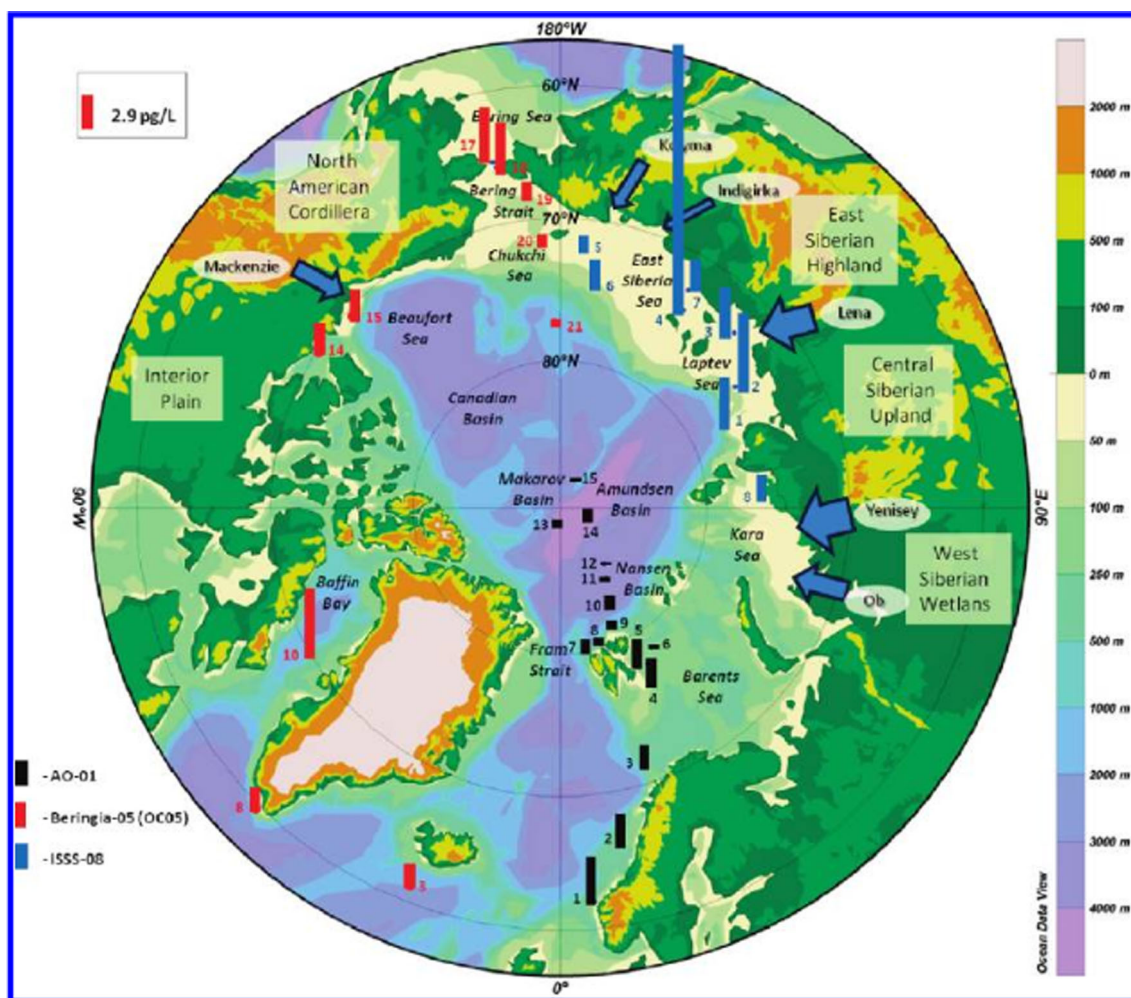 180°W
60°N
2.9 pg/L
Bering Sea
17
18
North
American
Cordillera
Kolyma
Indigirka
Bering
Strait
19
70°N
East
Siberian
Highland
20
Chukchi
Sea
5
6
East
Siberia
Sea
Mackenzie
7
4
3
Lena
15
Beaufort
Sea
21
14
80°N
Laptev
Sea
2
1
Interior
Plain
Central
Siberian
Upland
Canadian
Basin
Makarov
Basin
15
Amundsen
Basin
8
90°W
13
14
Kara
Sea
Yenisey
90°E
12
11
Nansen
Basin
West
Siberian
Wetlans
Ob
Baffin
Bay
10
10
9
8
7
5
6
Fram
Strait
4
Barents
Sea
3
- AO-01
- Beringia-05 (OC05)
- ISSS-08
8
2
3
1
0°
2000 m
1000 m
500 m
100 m
0 m
50 m
100 m
250 m
500 m
1000 m
2000 m
3000 m
4000 m
Ocean Data View